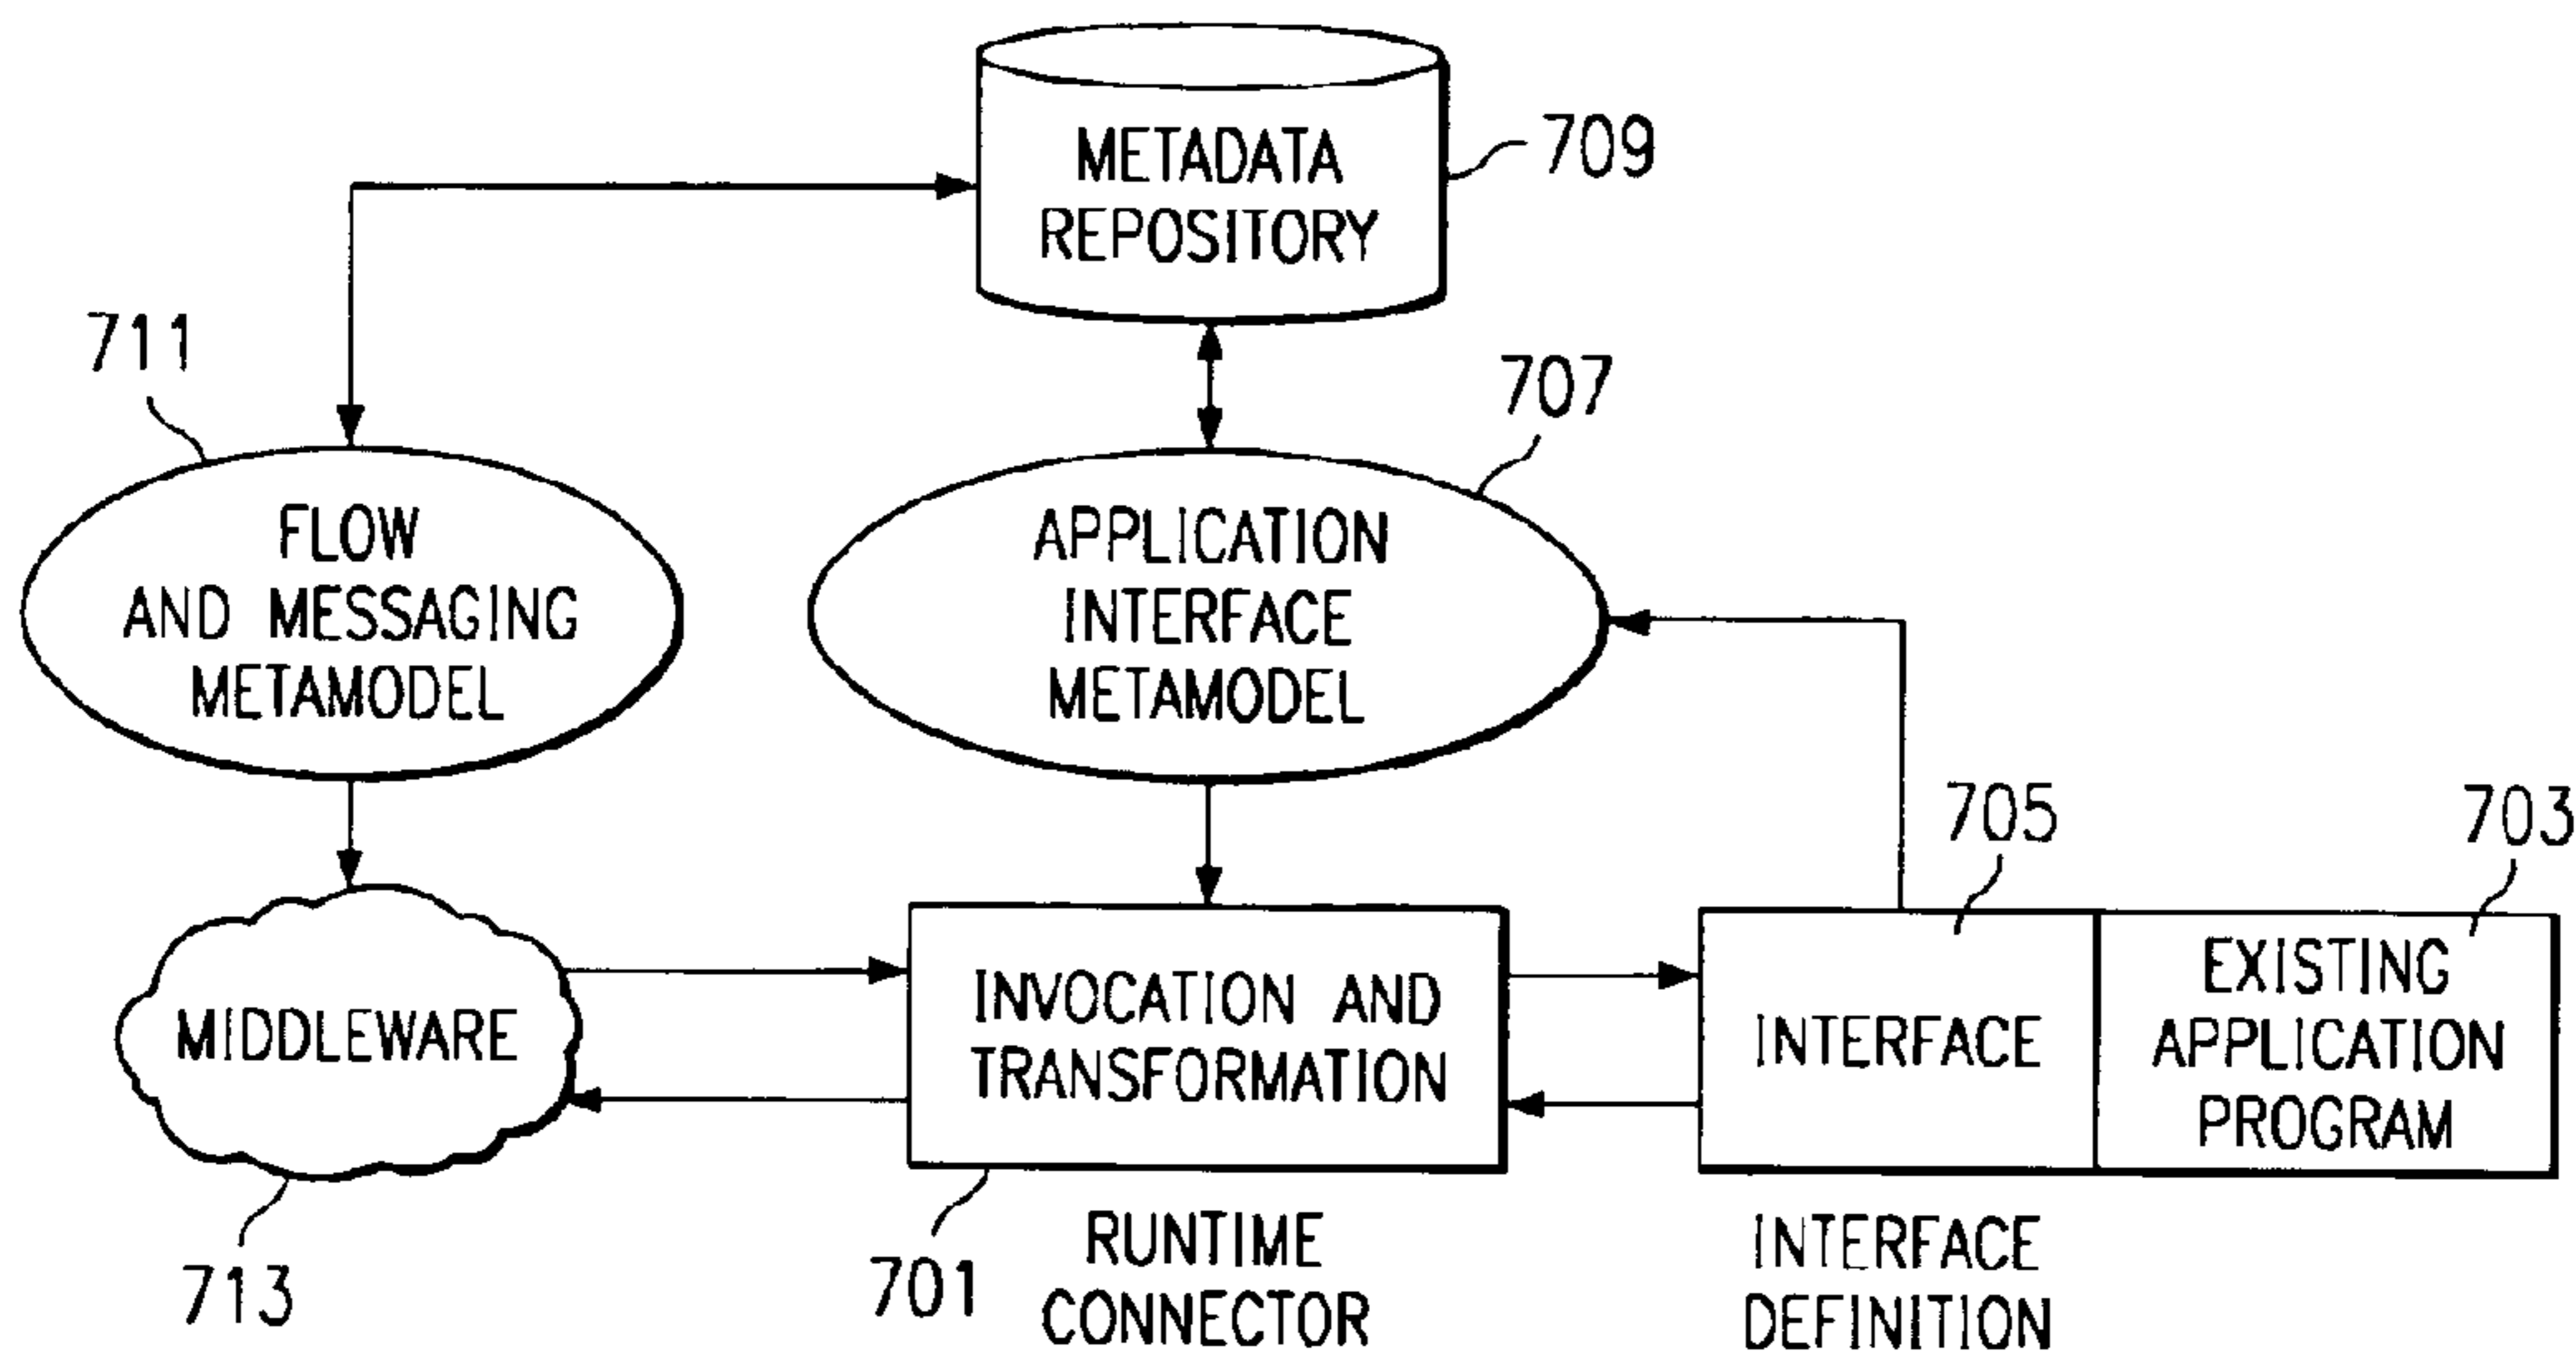 METADATA
REPOSITORY
709
711
707
FLOW
AND MESSAGING
METAMODEL
APPLICATION
INTERFACE
METAMODEL
705
703
MIDDLEWARE
INVOCATION AND
TRANSFORMATION
INTERFACE
EXISTING
APPLICATION
PROGRAM
713
701
RUNTIME
CONNECTOR
INTERFACE
DEFINITION